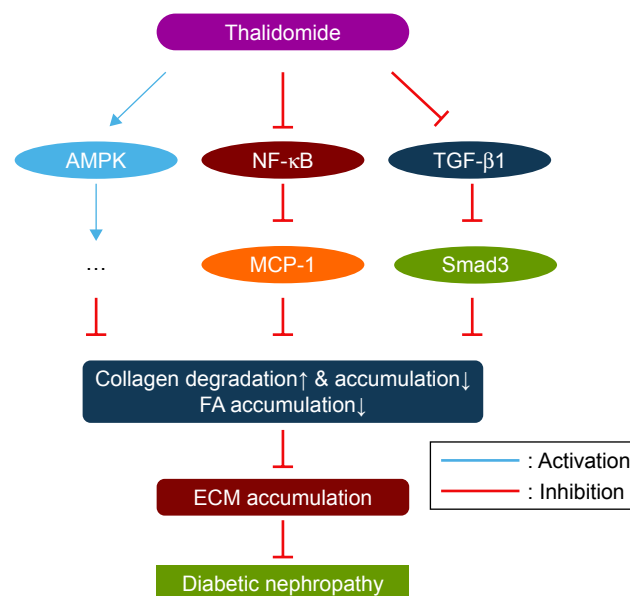 Thalidomide
AMPK
NF-κB
TGF-β1
...
MCP-1
Smad3
Collagen degradation↑ & accumulation↓
FA accumulation↓
: Activation
: Inhibition
ECM accumulation
Diabetic nephropathy